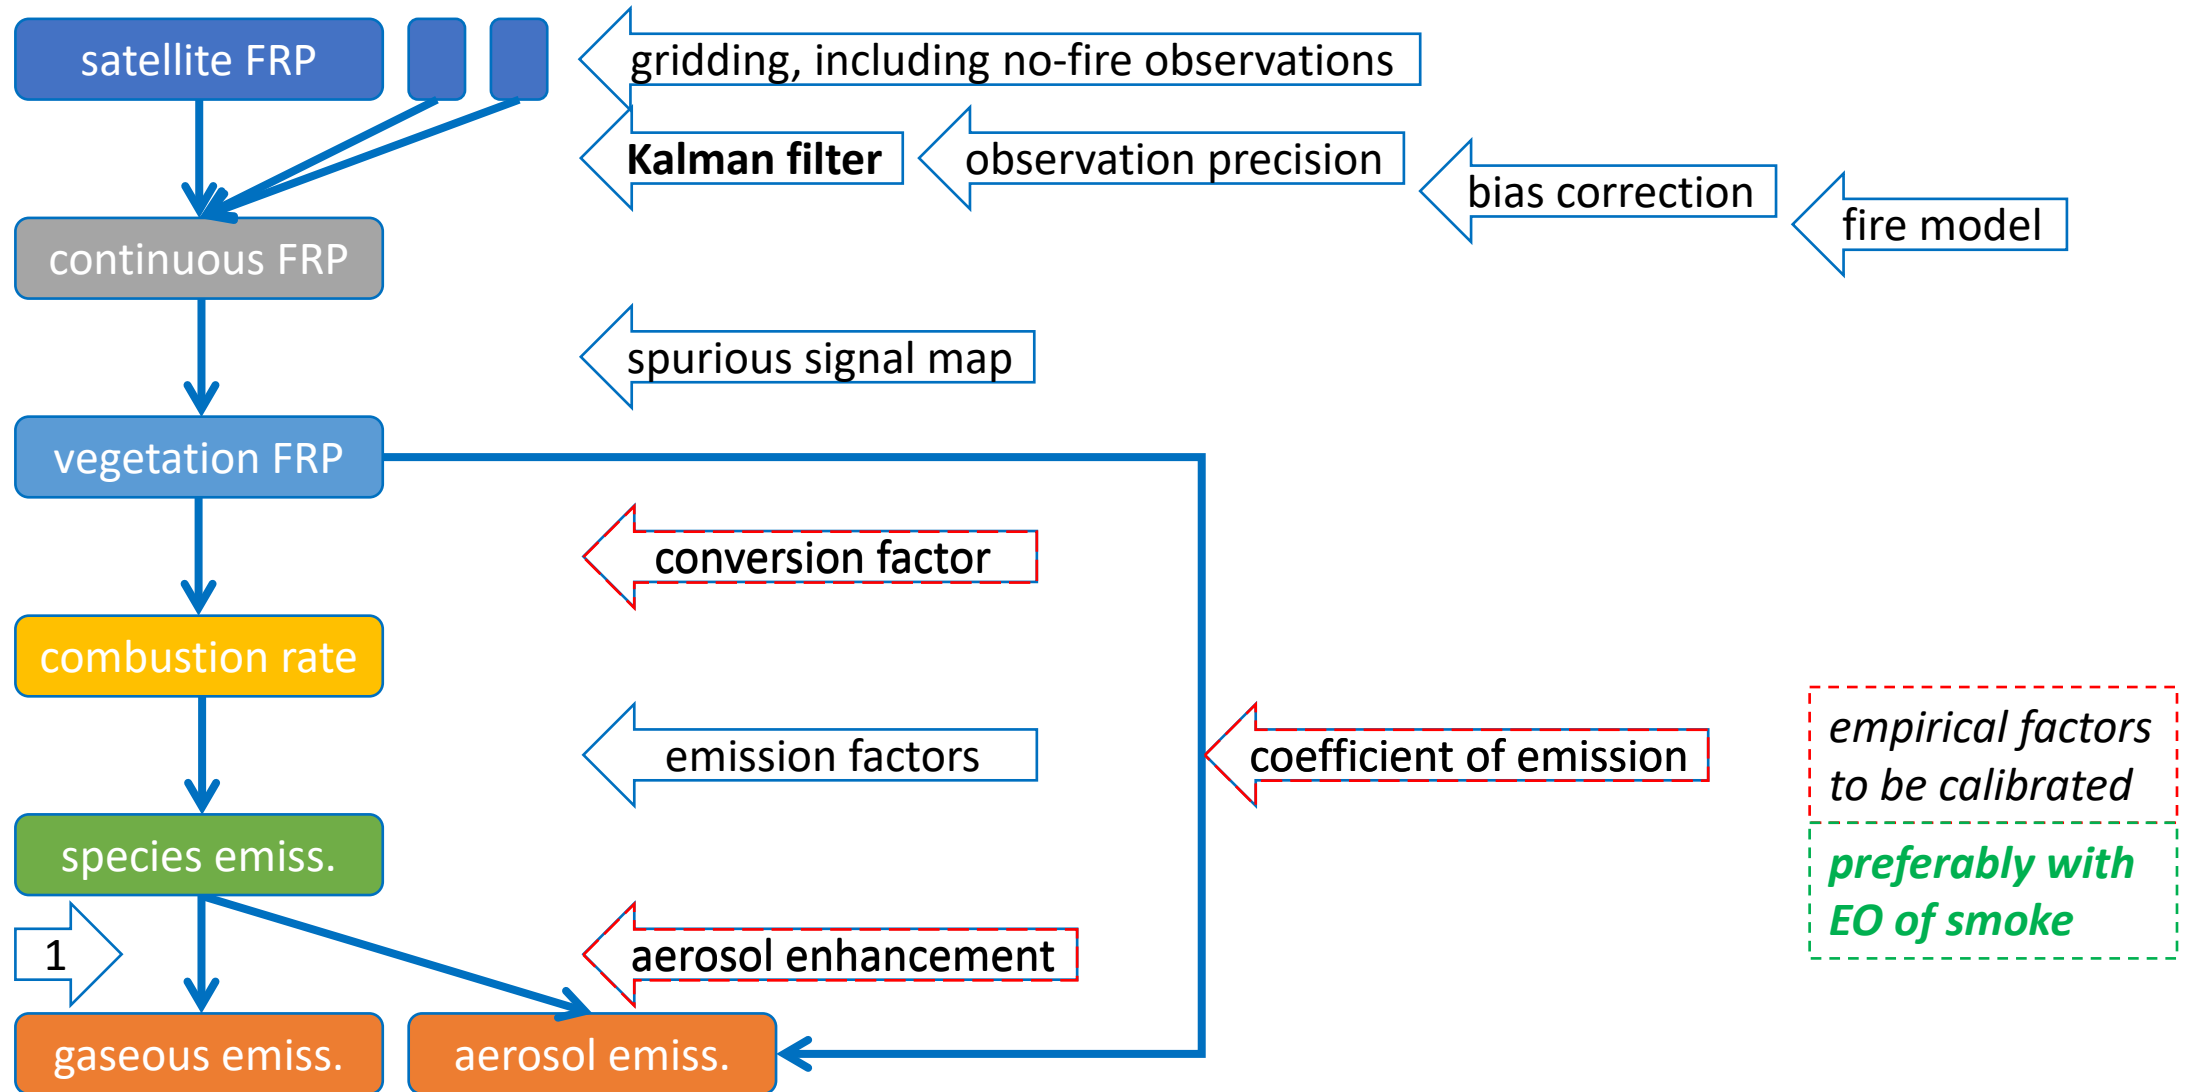 satellite FRP
gridding, including no-fire observations
Kalman filter
observation precision
bias correction
fire model
continuous FRP
spurious signal map
vegetation FRP
conversion factor
combustion rate
emission factors
coefficient of emission
empirical factors
to be calibrated
preferably with
EO of smoke
species emiss.
1
aerosol enhancement
gaseous emiss.
aerosol emiss.